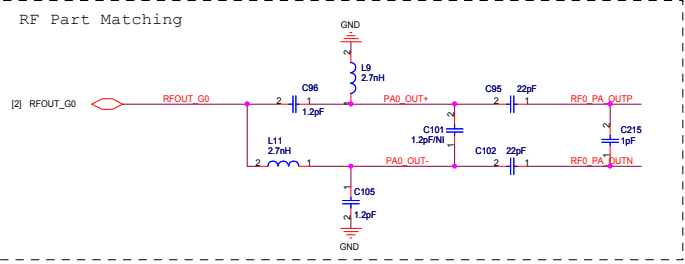 RF Part Matching
GND
L9
2.7nH
C96
2 1
1.2pF
1
C95 22pF
2 1
[2] RFOUT_G0
RFOUT_G0
PA0_OUT+
RF0_PA_OUTP
2
C101
1.2pF/NI
1
2
C215
1pF
1
L11
2.7nH
2 1
PA0_OUT-
C102 22pF
2 1
RF0_PA_OUTN
1
C105
2
1.2pF
GND